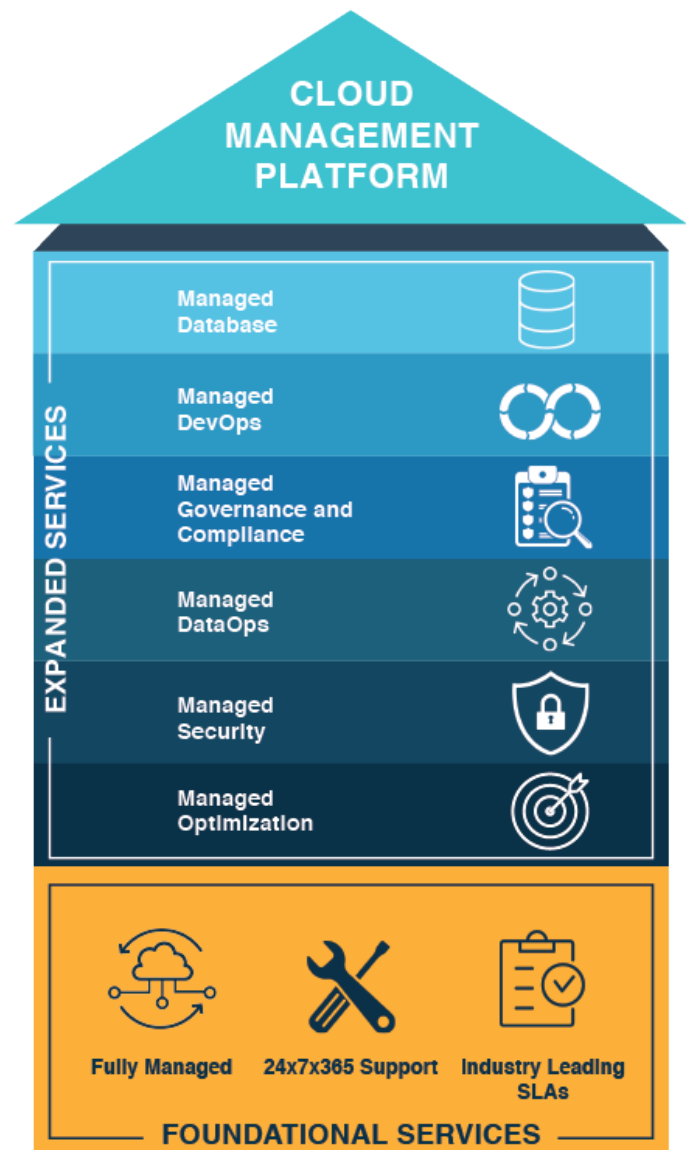 CLOUD
MANAGEMENT
PLATFORM
EXPANDED SERVICES
Managed
Database
Managed
DevOps
Managed
Governance and
Compliance
Managed
DataOps
Managed
Security
Managed
Optimization
Fully Managed
24x7x365 Support
Industry Leading
SLAs
FOUNDATIONAL SERVICES